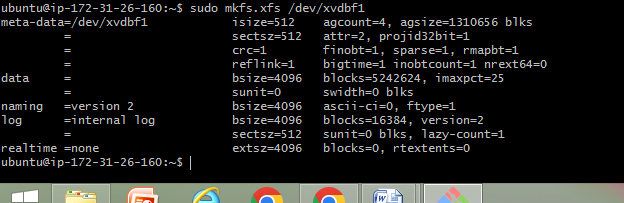 ubuntu@ip-172-31-26-160:~$ sudo mkfs.xfs /dev/xvdbf1
meta-data=/dev/xvdbf1            isize=512    agcount=4, agsize=1310656 blks
         =                       sectsz=512   attr=2, projid32bit=1
         =                       crc=1        finobt=1, sparse=1, rmapbt=1
         =                       reflink=1    bigtime=1 inobtcount=1 nrext64=0
data     =                       bsize=4096   blocks=5242624, imaxpct=25
         =                       sunit=0      swidth=0 blks
naming   =version 2              bsize=4096   ascii-ci=0, ftype=1
log      =internal log           bsize=4096   blocks=16384, version=2
         =                       sectsz=512   sunit=0 blks, lazy-count=1
realtime =none                   extsz=4096   blocks=0, rtextents=0
ubuntu@ip-172-31-26-160:~$